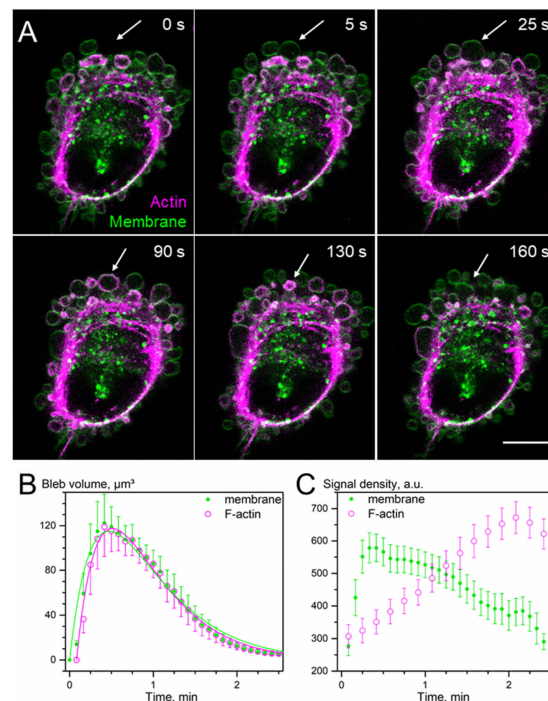 A
0 s
5 s
25 s
Actin
Membrane
90 s
130 s
160 s
B
Bleb volume, µm³
membrane
F-actin
120
80
40
0
0
1
2
Time, min
C
Signal density, a.u.
membrane
F-actin
700
600
500
400
300
200
0
1
2
Time, min